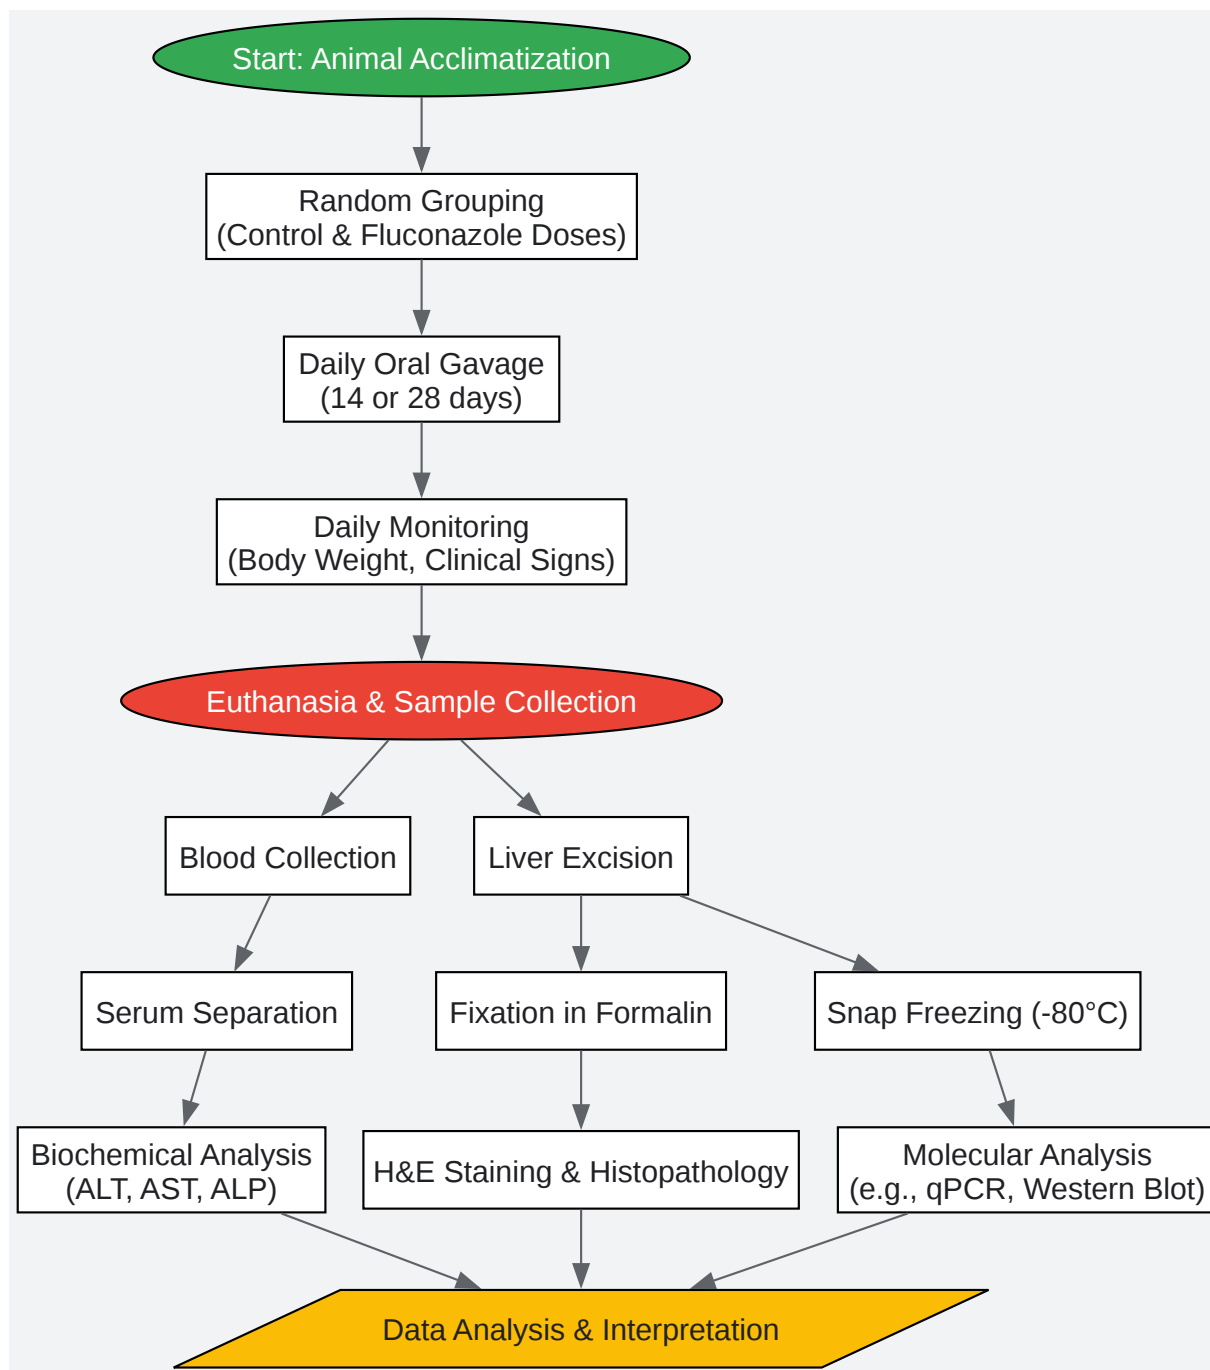 Start: Animal Acclimatization
Random Grouping
(Control & Fluconazole Doses)
Daily Oral Gavage
(14 or 28 days)
Daily Monitoring
(Body Weight, Clinical Signs)
Euthanasia & Sample Collection
Blood Collection
Liver Excision
Serum Separation
Fixation in Formalin
Snap Freezing (-80°C)
Biochemical Analysis
(ALT, AST, ALP)
H&E Staining & Histopathology
Molecular Analysis
(e.g., qPCR, Western Blot)
Data Analysis & Interpretation